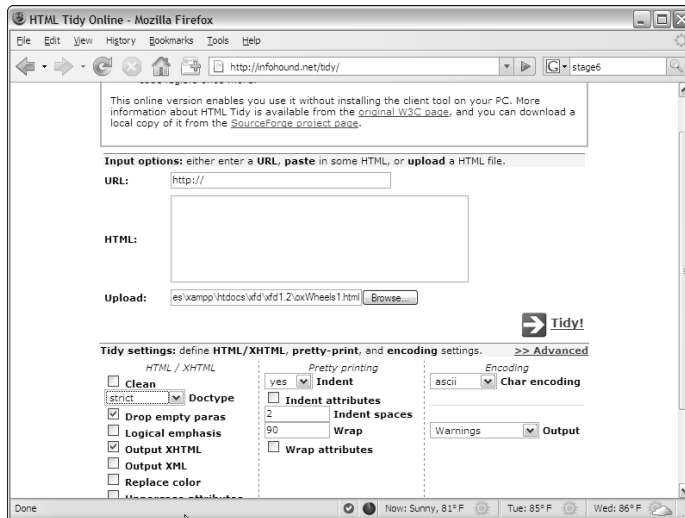 HTML Tidy Online - Mozilla Firefox
File Edit View History Bookmarks Tools Help
http://infohound.net/tidy/
G stage6
This online version enables you use it without installing the client tool on your PC. More
information about HTML Tidy is available from the original W3C page, and you can download a
local copy of it from the SourceForge project page.
Input options: either enter a URL, paste in some HTML, or upload a HTML file.
URL: http://
HTML:
Upload: es\xampp\htdocs\xfd\xfd1.2\oxWheels1.html Browse...
Tidy!
Tidy settings: define HTML/XHTML, pretty-print, and encoding settings. >> Advanced
HTML / XHTML Pretty printing Encoding
Clean yes Indent ascii Char encoding
strict Doctype Indent attributes
Drop empty paras 2 Indent spaces
Logical emphasis 90 Wrap Warnings Output
Output XHTML Wrap attributes
Output XML
Replace color
Uppercase attributes
Done Now: Sunny, 81° F Tue: 85° F Wed: 86° F